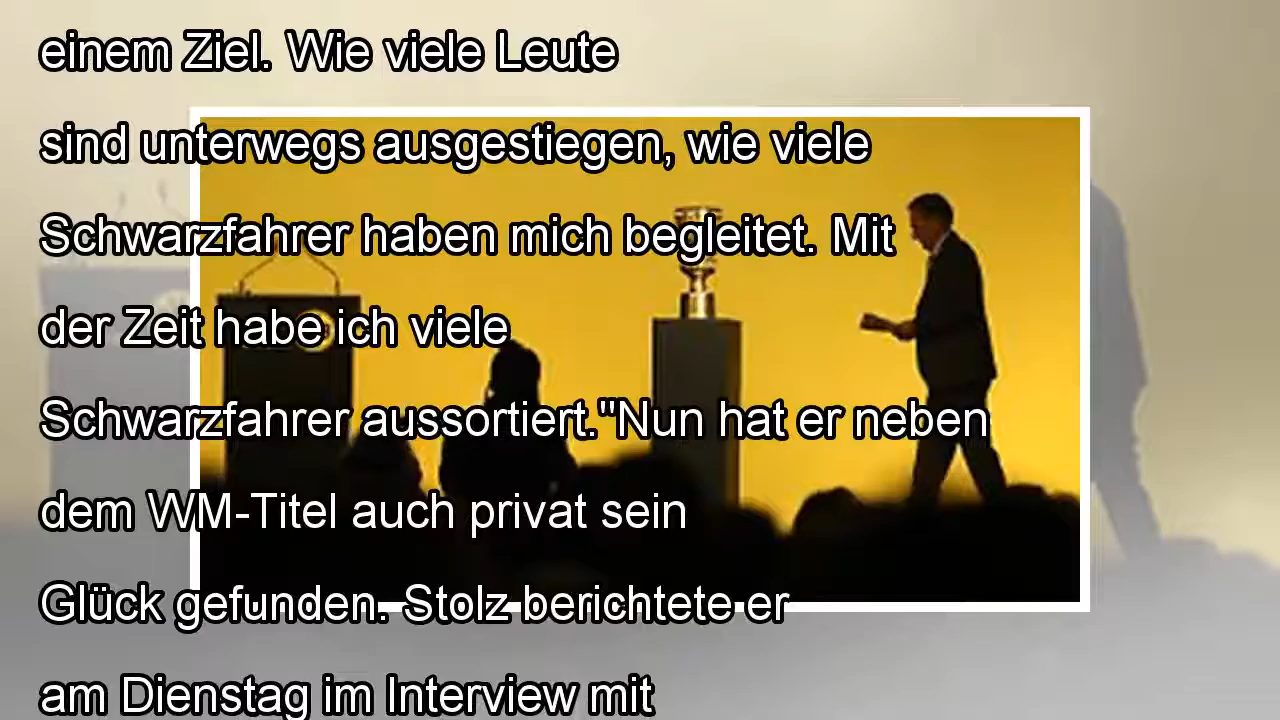 einem Ziel. Wie viele Leute
sind unterwegs ausgestiegen, wie viele
Schwarzfahrer haben mich begleitet. Mit
der Zeit habe ich viele
Schwarzfahrer aussortiert."Nun hat er neben
dem WM-Titel auch privat sein
Glück gefunden. Stolz berichtete er
am Dienstag im Interview mit